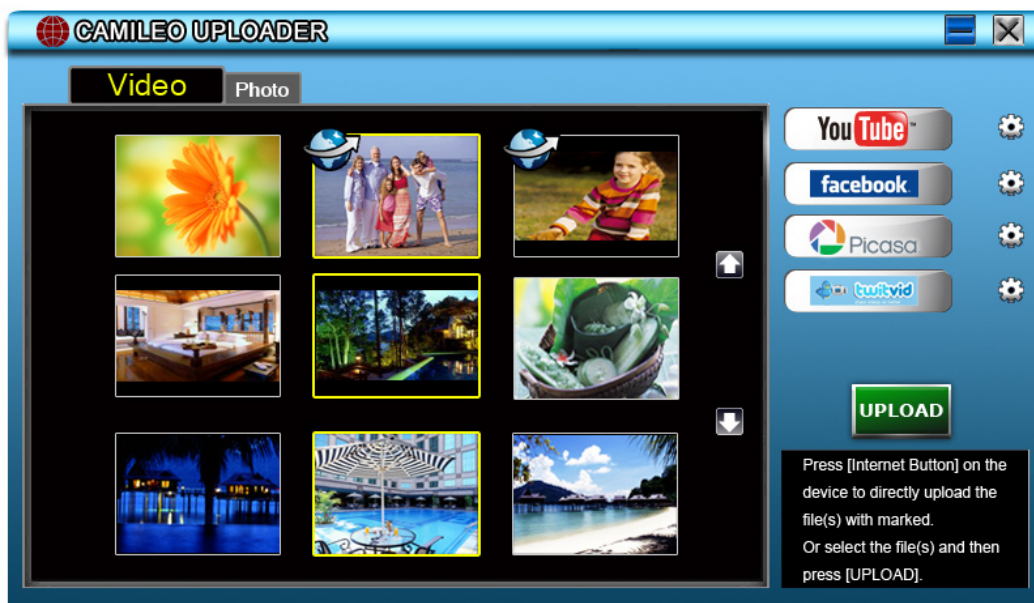 CAMILEO UPLOADER
Video
Photo
YouTube™
facebook
Picasa
twitvid
UPLOAD
Press [Internet Button] on the
device to directly upload the
file(s) with marked.
Or select the file(s) and then
press [UPLOAD].